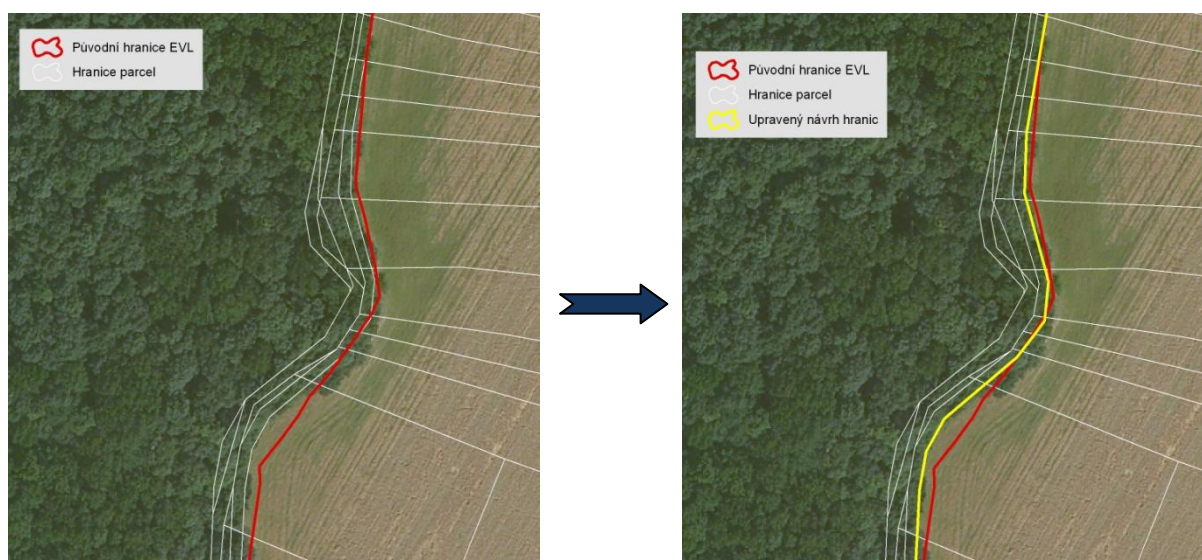 Původní hranice EVL
Hranice parcel
Původní hranice EVL
Hranice parcel
Upravený návrh hranic